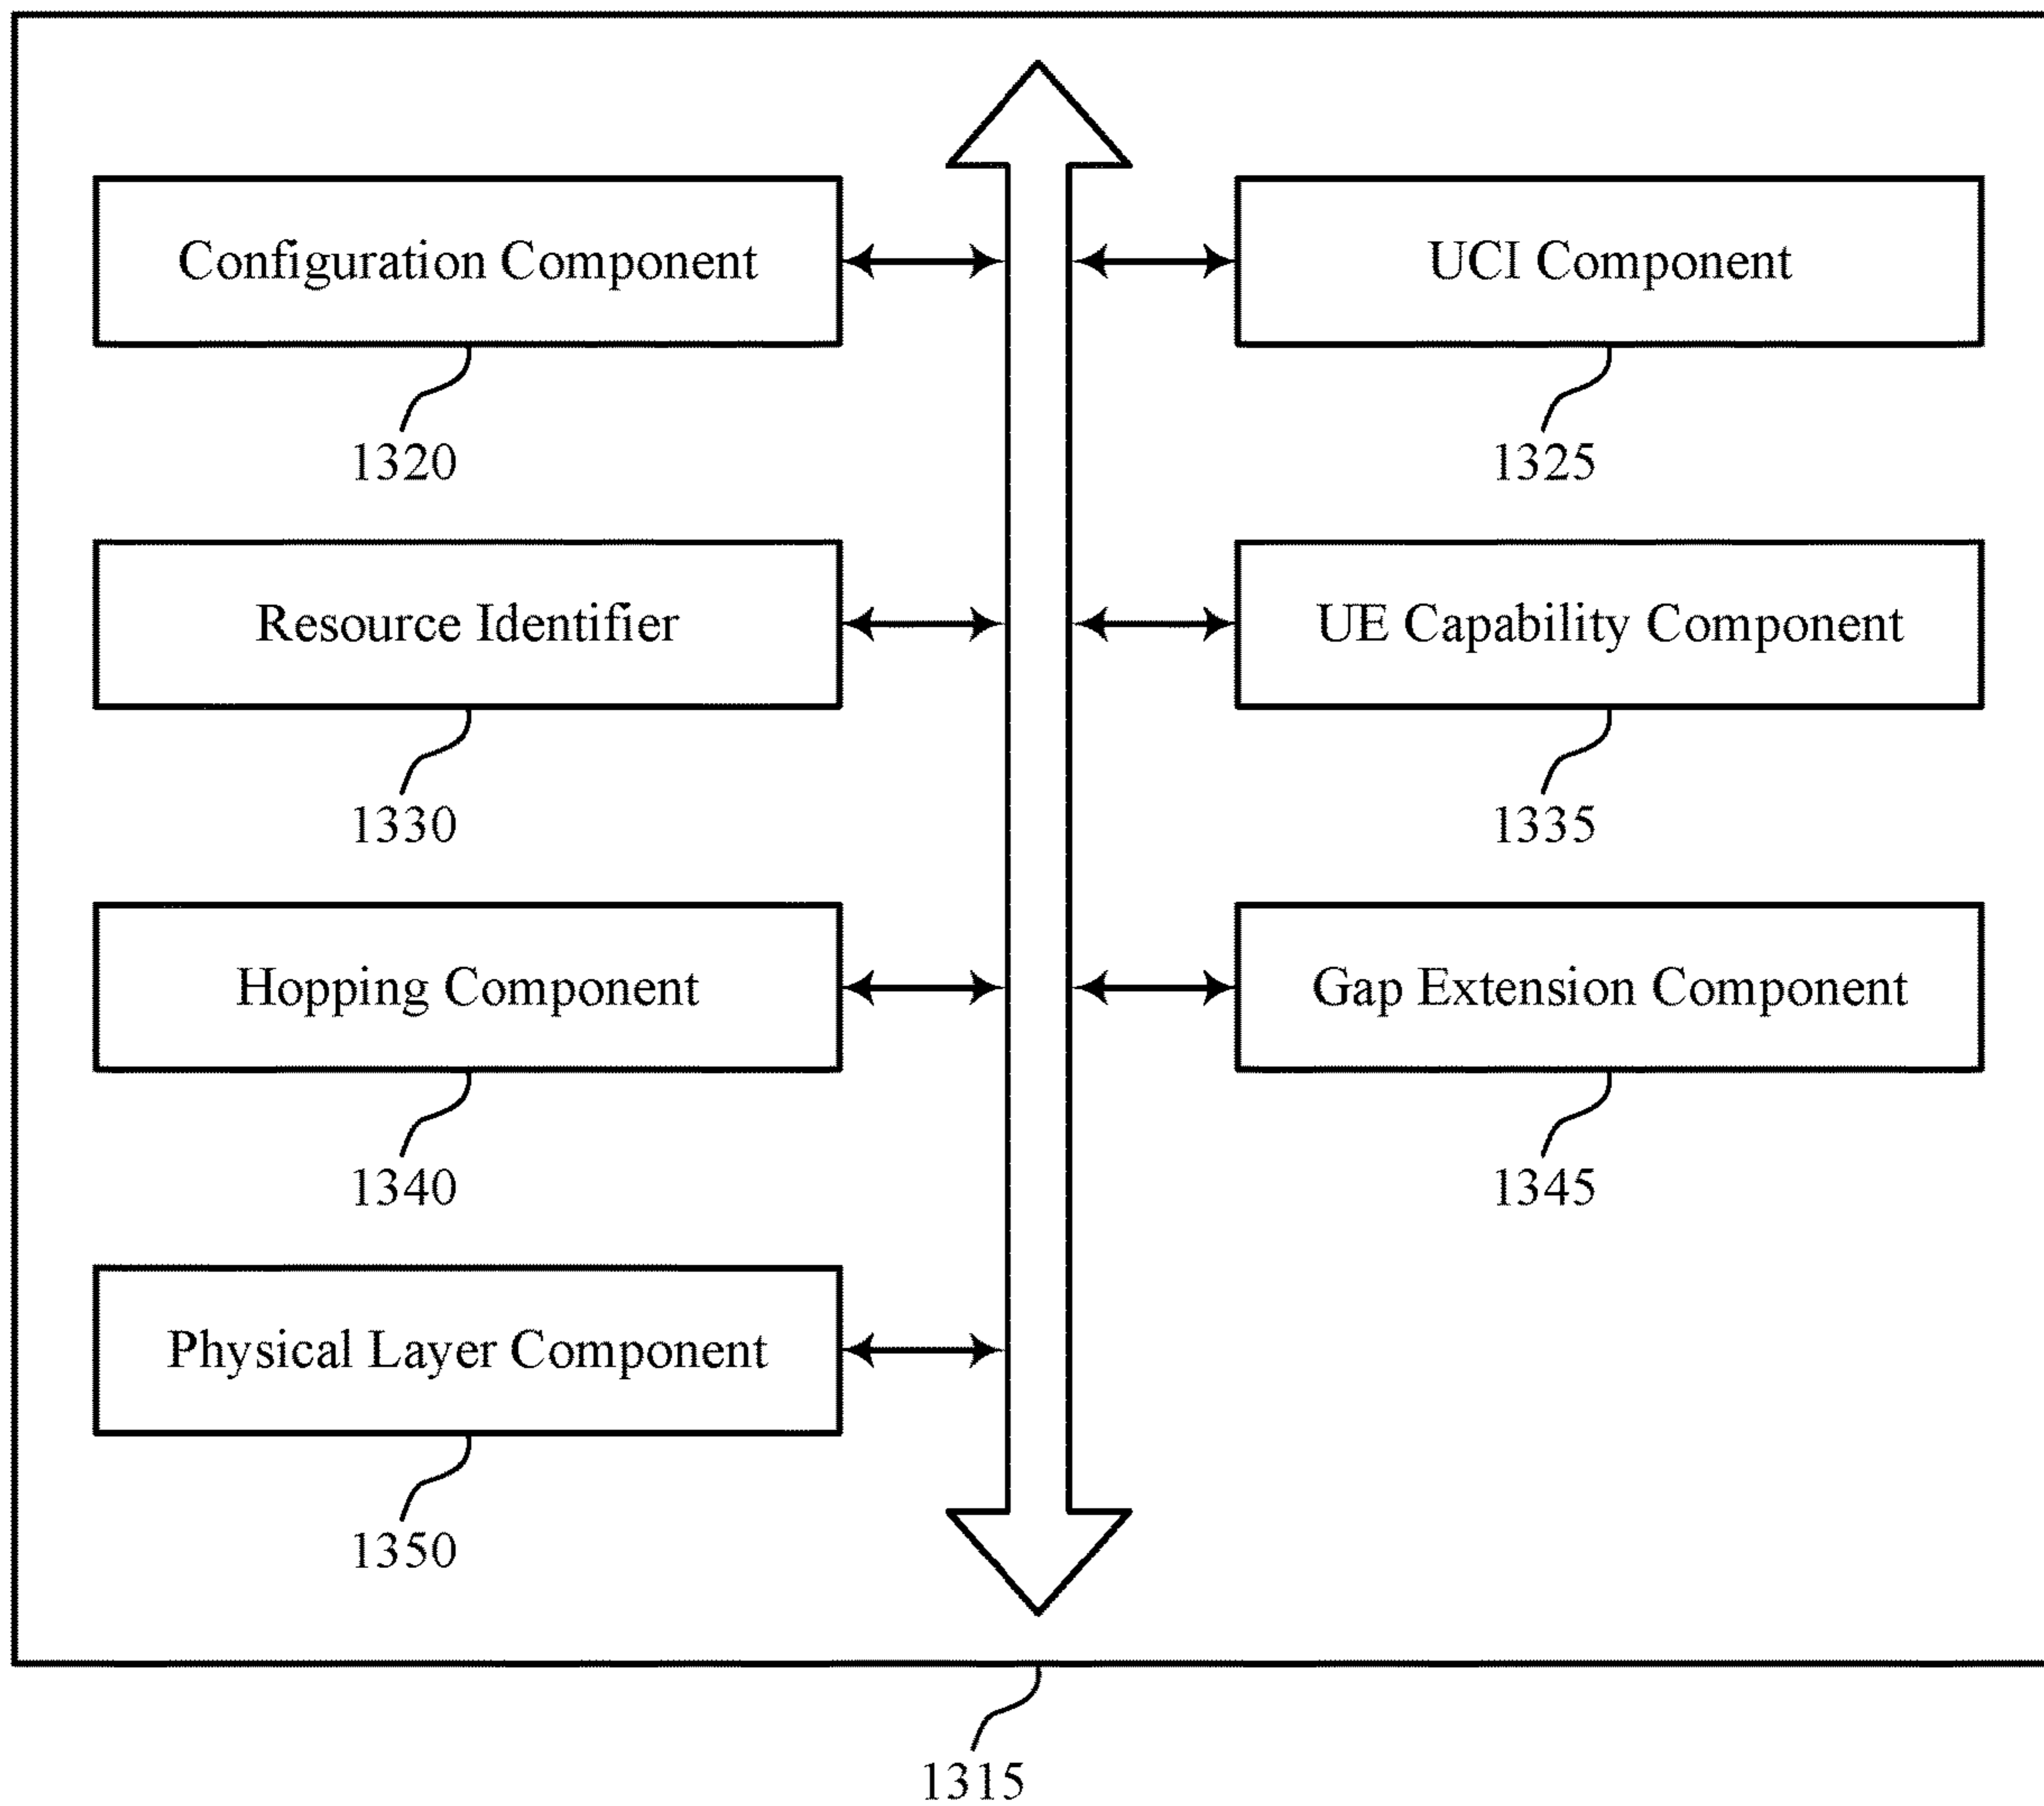 Configuration Component
UCI Component
1320
1325
Resource Identifier
UE Capability Component
1330
1335
Hopping Component
Gap Extension Component
1340
1345
Physical Layer Component
1350
1315